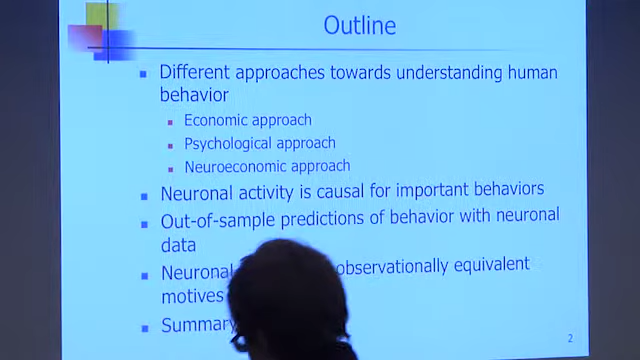 Outline
Different approaches towards understanding human
behavior
Economic approach
Psychological approach
Neuroeconomic approach
Neuronal activity is causal for important behaviors
Out-of-sample predictions of behavior with neuronal
data
Neuronal observationally equivalent
motives
Summary
2